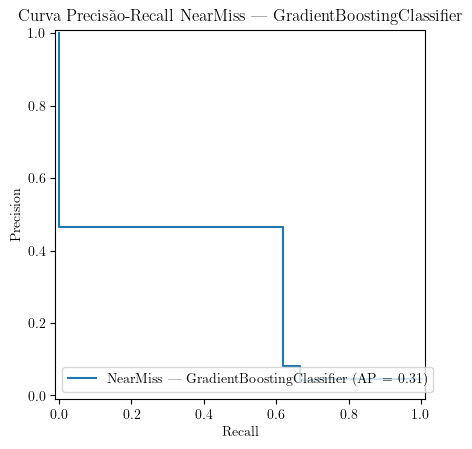 Curva Precisão-Recall NearMiss — GradientBoostingClassifier
1.0
0.8
0.6
0.4
0.2
0.0
Precision
NearMiss — GradientBoostingClassifier (AP = 0.31)
0.0 0.2 0.4 0.6 0.8 1.0
Recall